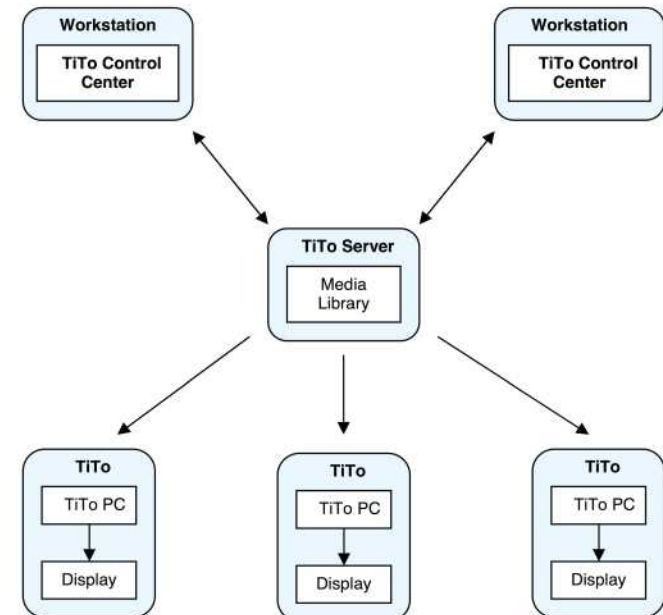 Workstation
TiTo Control
Center
Workstation
TiTo Control
Center
TiTo Server
Media
Library
TiTo
TiTo PC
Display
TiTo
TiTo PC
Display
TiTo
TiTo PC
Display